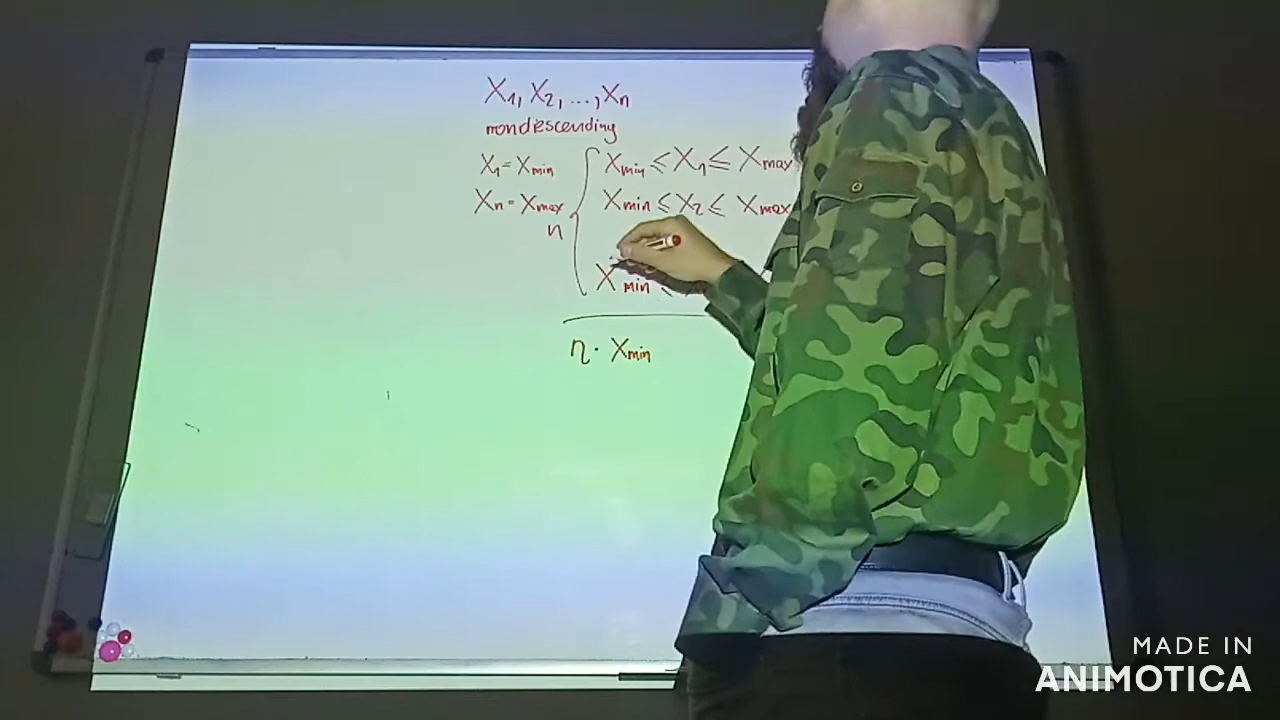 X1, X2, ..., Xn
nondescending
X1 = Xmin
Xmin ≤ X1 ≤ Xmax
Xn = Xmax
Xmin ≤ X2 ≤ Xmax
n
Xmin ≤
n · Xmin
MADE IN
ANIMOTICA